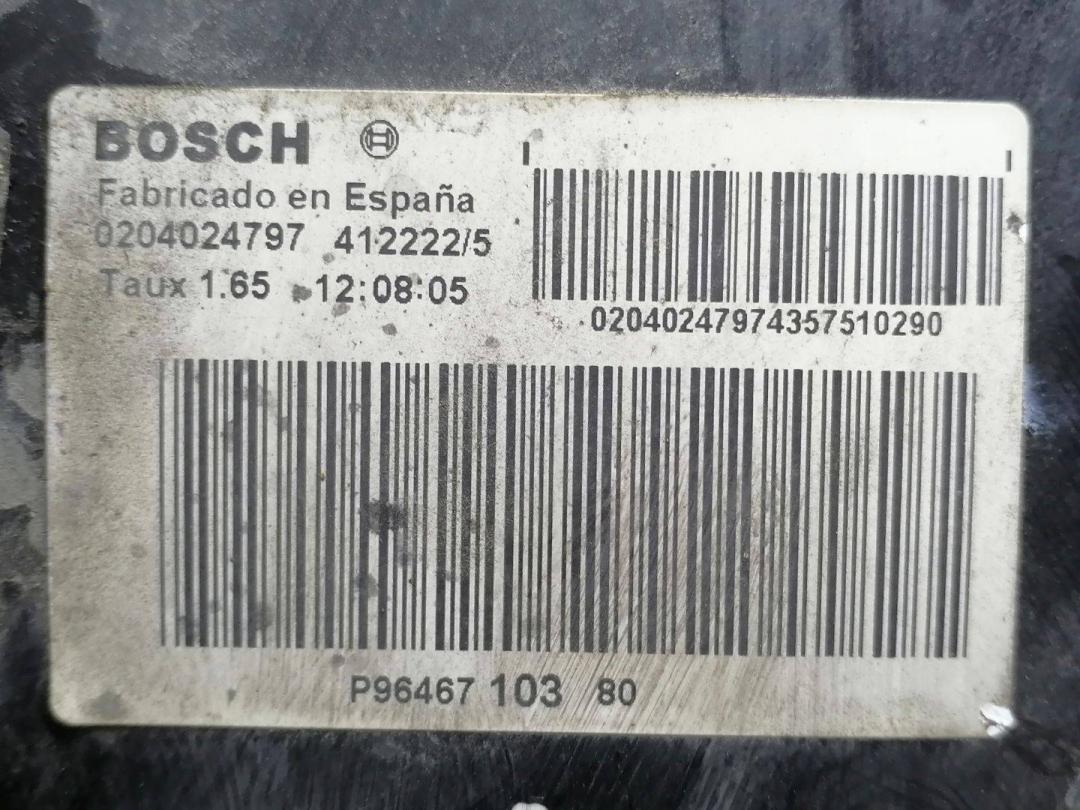 BOSCH
Fabricado en España
0204024797 412222/5
Taux 1.65 12:08:05
02040247974357510290
P96467 103 80